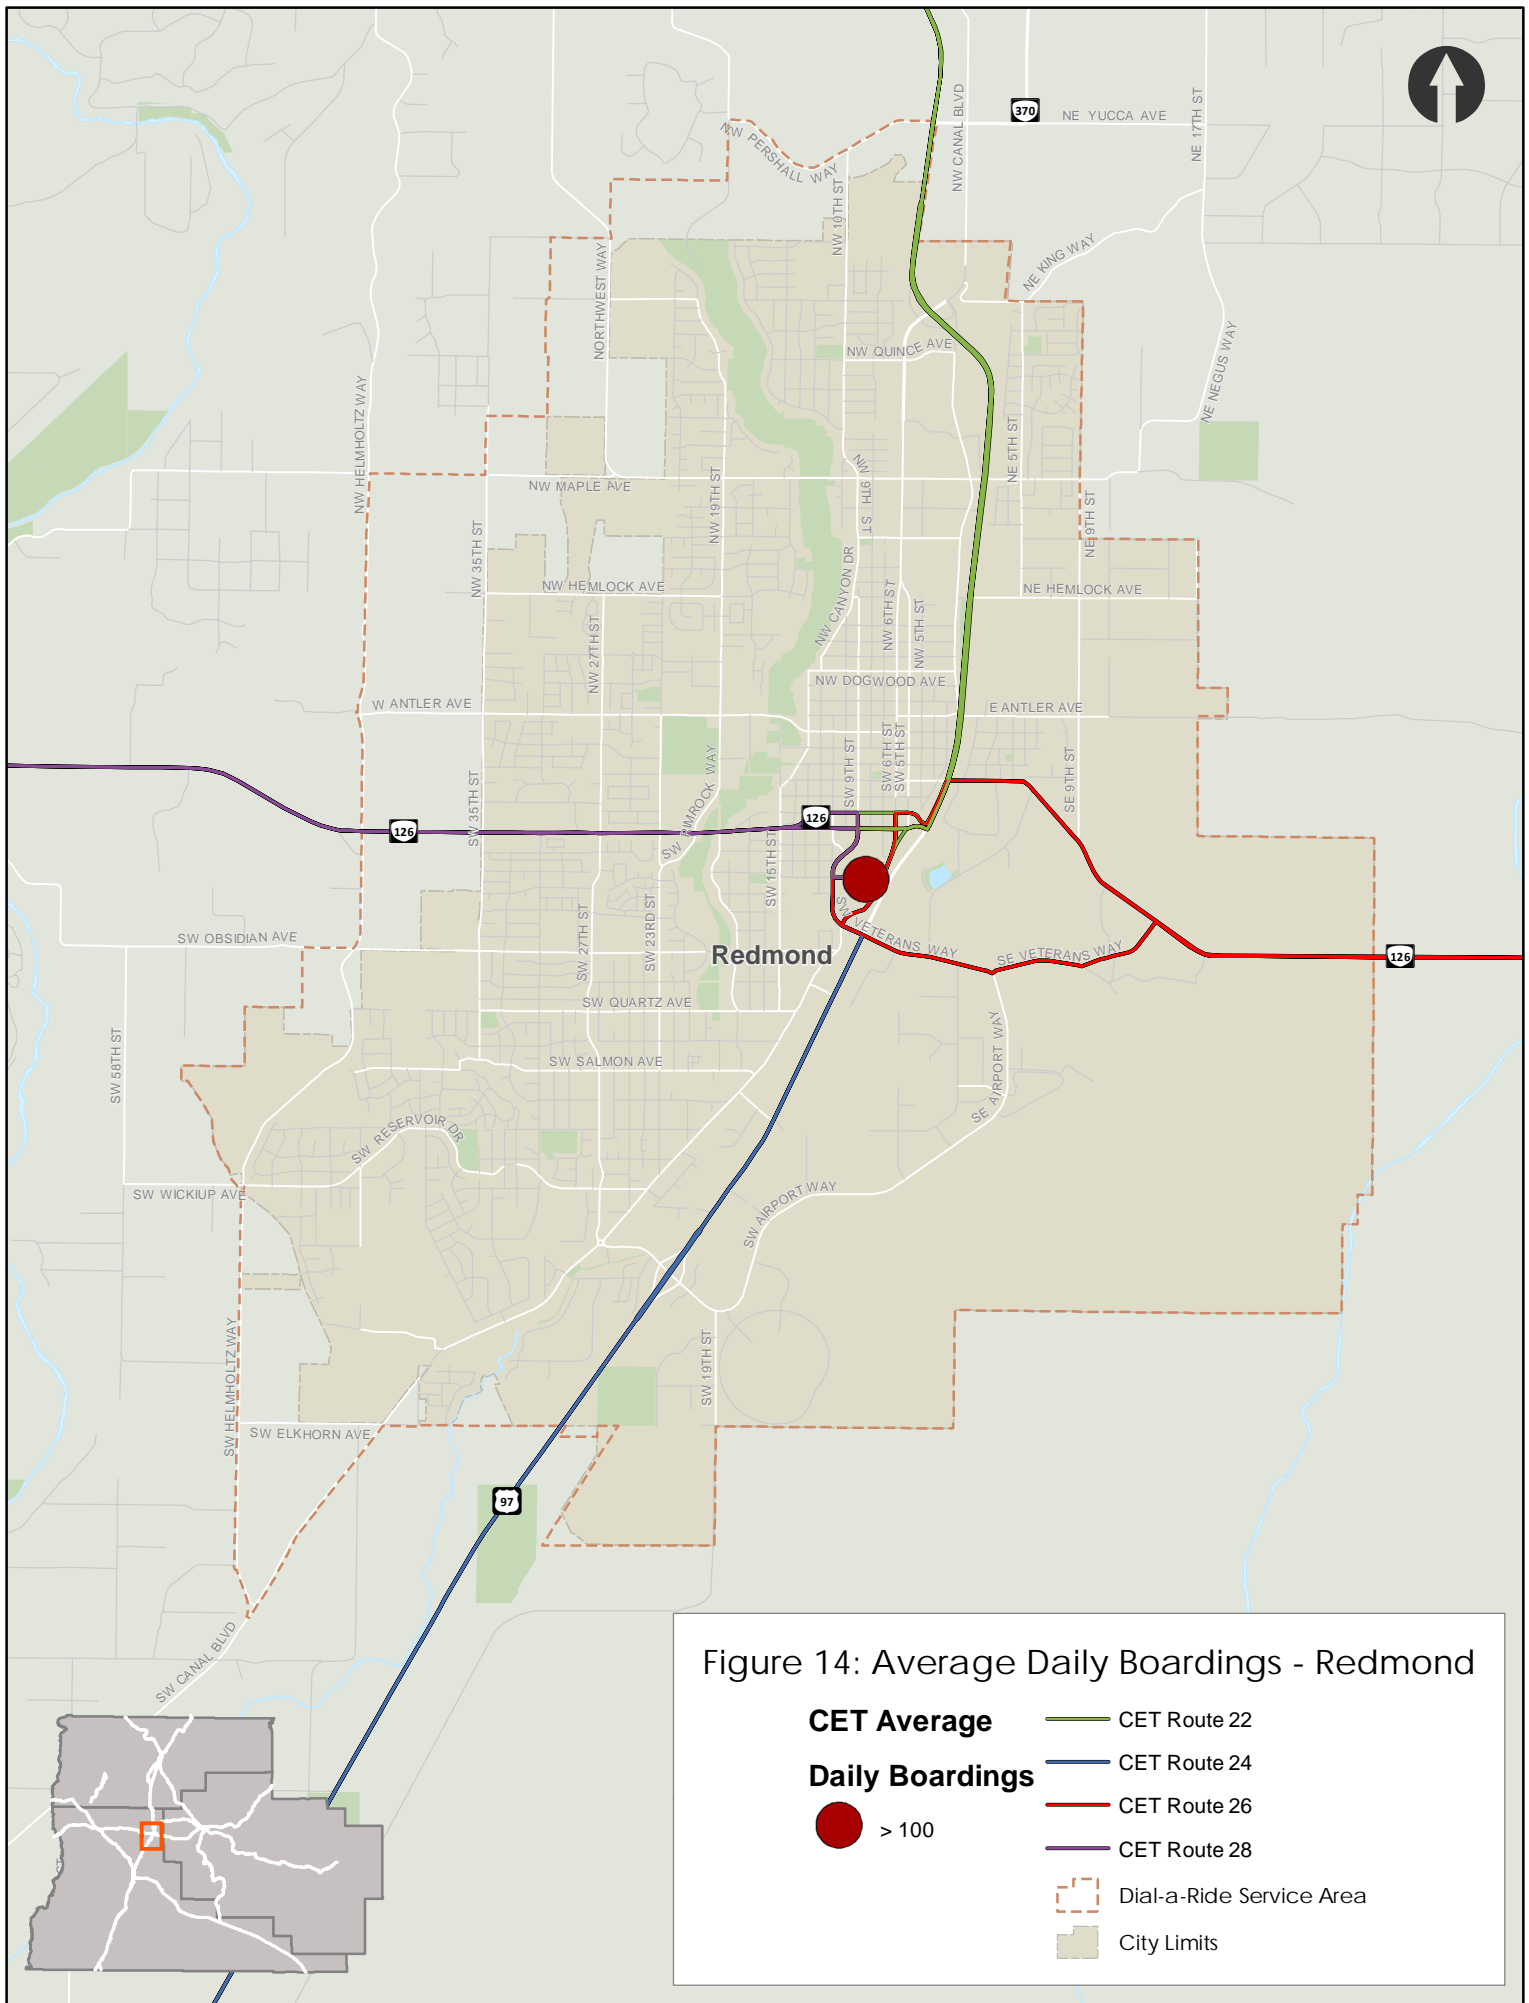 370
NE YUCCA AVE
NW CANAL BLVD
NE 17TH ST
NW PERSHALL WAY
NW 10TH ST
NORTHWEST WAY
NE KING WAY
NW QUINCE AVE
NE NEGUS WAY
NW HELMHOLTZ WAY
NE 5TH ST
NW MAPLE AVE
NW 19TH ST
NW 9TH ST
NE 9TH ST
NW 35TH ST
NW HEMLOCK AVE
NW CANYON DR
NW 6TH ST
NW 5TH ST
NE HEMLOCK AVE
NW 27TH ST
NW DOGWOOD AVE
W ANTLER AVE
E ANTLER AVE
SW 35TH ST
SW RIMROCK WAY
SW 9TH ST
SW 6TH ST
SW 5TH ST
SE 9TH ST
126
126
SW 15TH ST
SW OBSIDIAN AVE
SW 27TH ST
SW 23RD ST
Redmond
SW VETERANS WAY
SE VETERANS WAY
126
SW QUARTZ AVE
SW 58TH ST
SW SALMON AVE
SE AIRPORT WAY
SW RESERVOIR DR
SW WICKIUP AVE
SW AIRPORT WAY
SW HELMHOLTZ WAY
SW 19TH ST
SW ELKHORN AVE
97
SW CANAL BLVD
Figure 14: Average Daily Boardings - Redmond
CET Average
Daily Boardings
> 100
CET Route 22
CET Route 24
CET Route 26
CET Route 28
Dial-a-Ride Service Area
City Limits